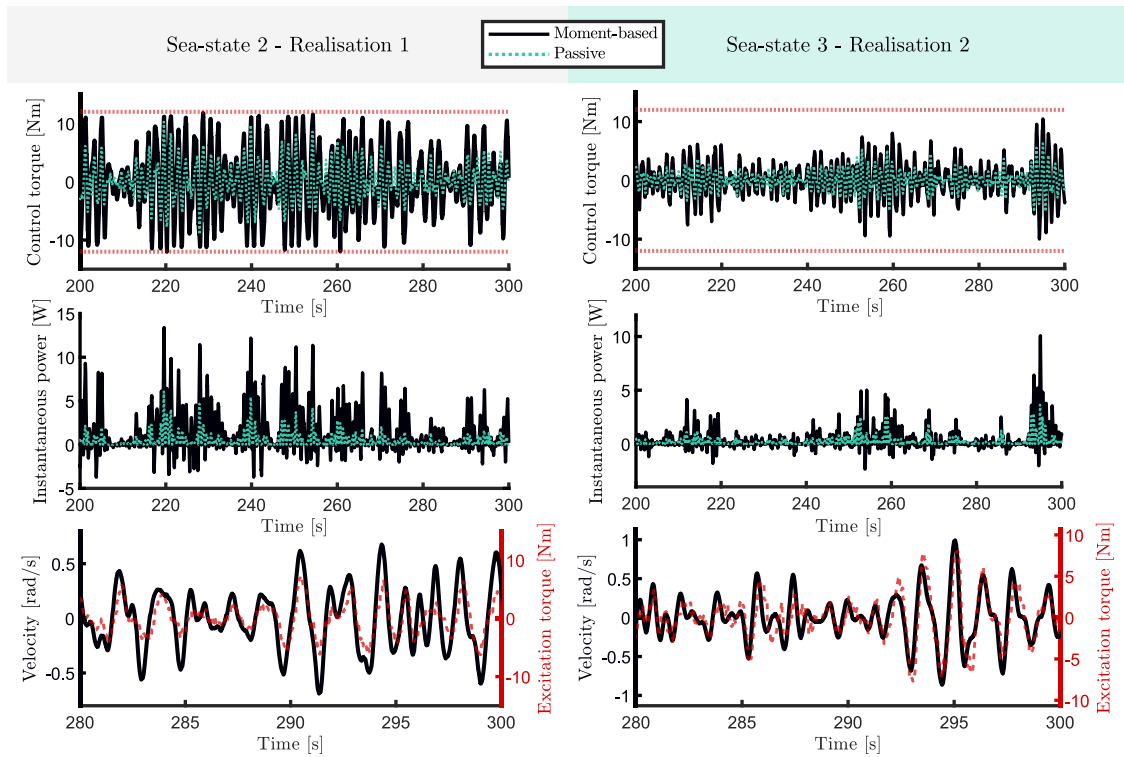 Sea-state 2 - Realisation 1
Moment-based
Passive
Sea-state 3 - Realisation 2
Control torque [Nm]
10
0
-10
200 220 240 260 280 300
Time [s]
Control torque [Nm]
10
0
-10
200 220 240 260 280 300
Time [s]
Instantaneous power [W]
15
10
5
0
-5
200 220 240 260 280 300
Time [s]
Instantaneous power [W]
10
5
0
200 220 240 260 280 300
Time [s]
Velocity [rad/s]
0.5
0
-0.5
280 285 290 295 300
Time [s]
10
0
-10
Excitation torque [Nm]
Velocity [rad/s]
1
0.5
0
-0.5
-1
280 285 290 295 300
Time [s]
10
5
0
-5
-10
Excitation torque [Nm]